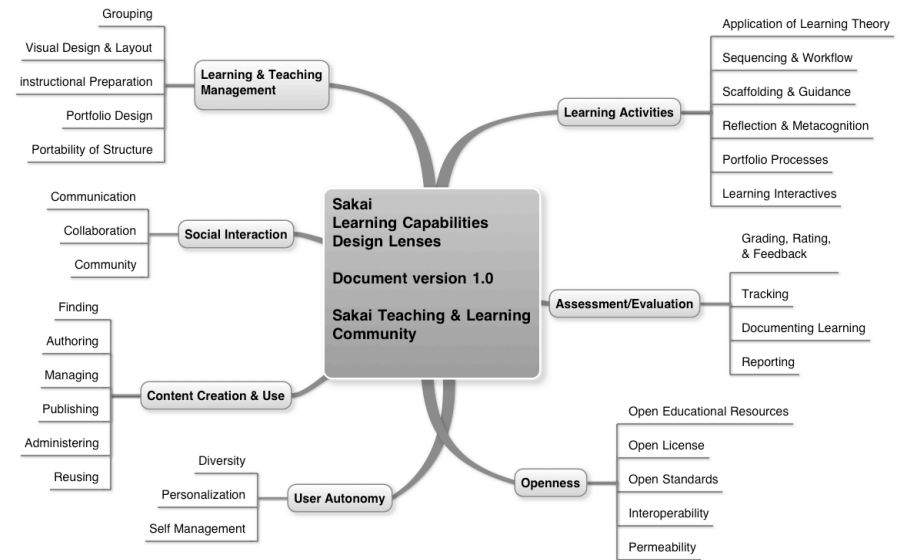 Sakai
Learning Capabilities
Design Lenses
Document version 1.0
Sakai Teaching & Learning
Community
Learning & Teaching
Management
Grouping
Visual Design & Layout
instructional Preparation
Portfolio Design
Portability of Structure
Social Interaction
Communication
Collaboration
Community
Content Creation & Use
Finding
Authoring
Managing
Publishing
Administering
Reusing
User Autonomy
Diversity
Personalization
Self Management
Learning Activities
Application of Learning Theory
Sequencing & Workflow
Scaffolding & Guidance
Reflection & Metacognition
Portfolio Processes
Learning Interactives
Assessment/Evaluation
Grading, Rating,
& Feedback
Tracking
Documenting Learning
Reporting
Openness
Open Educational Resources
Open License
Open Standards
Interoperability
Permeability